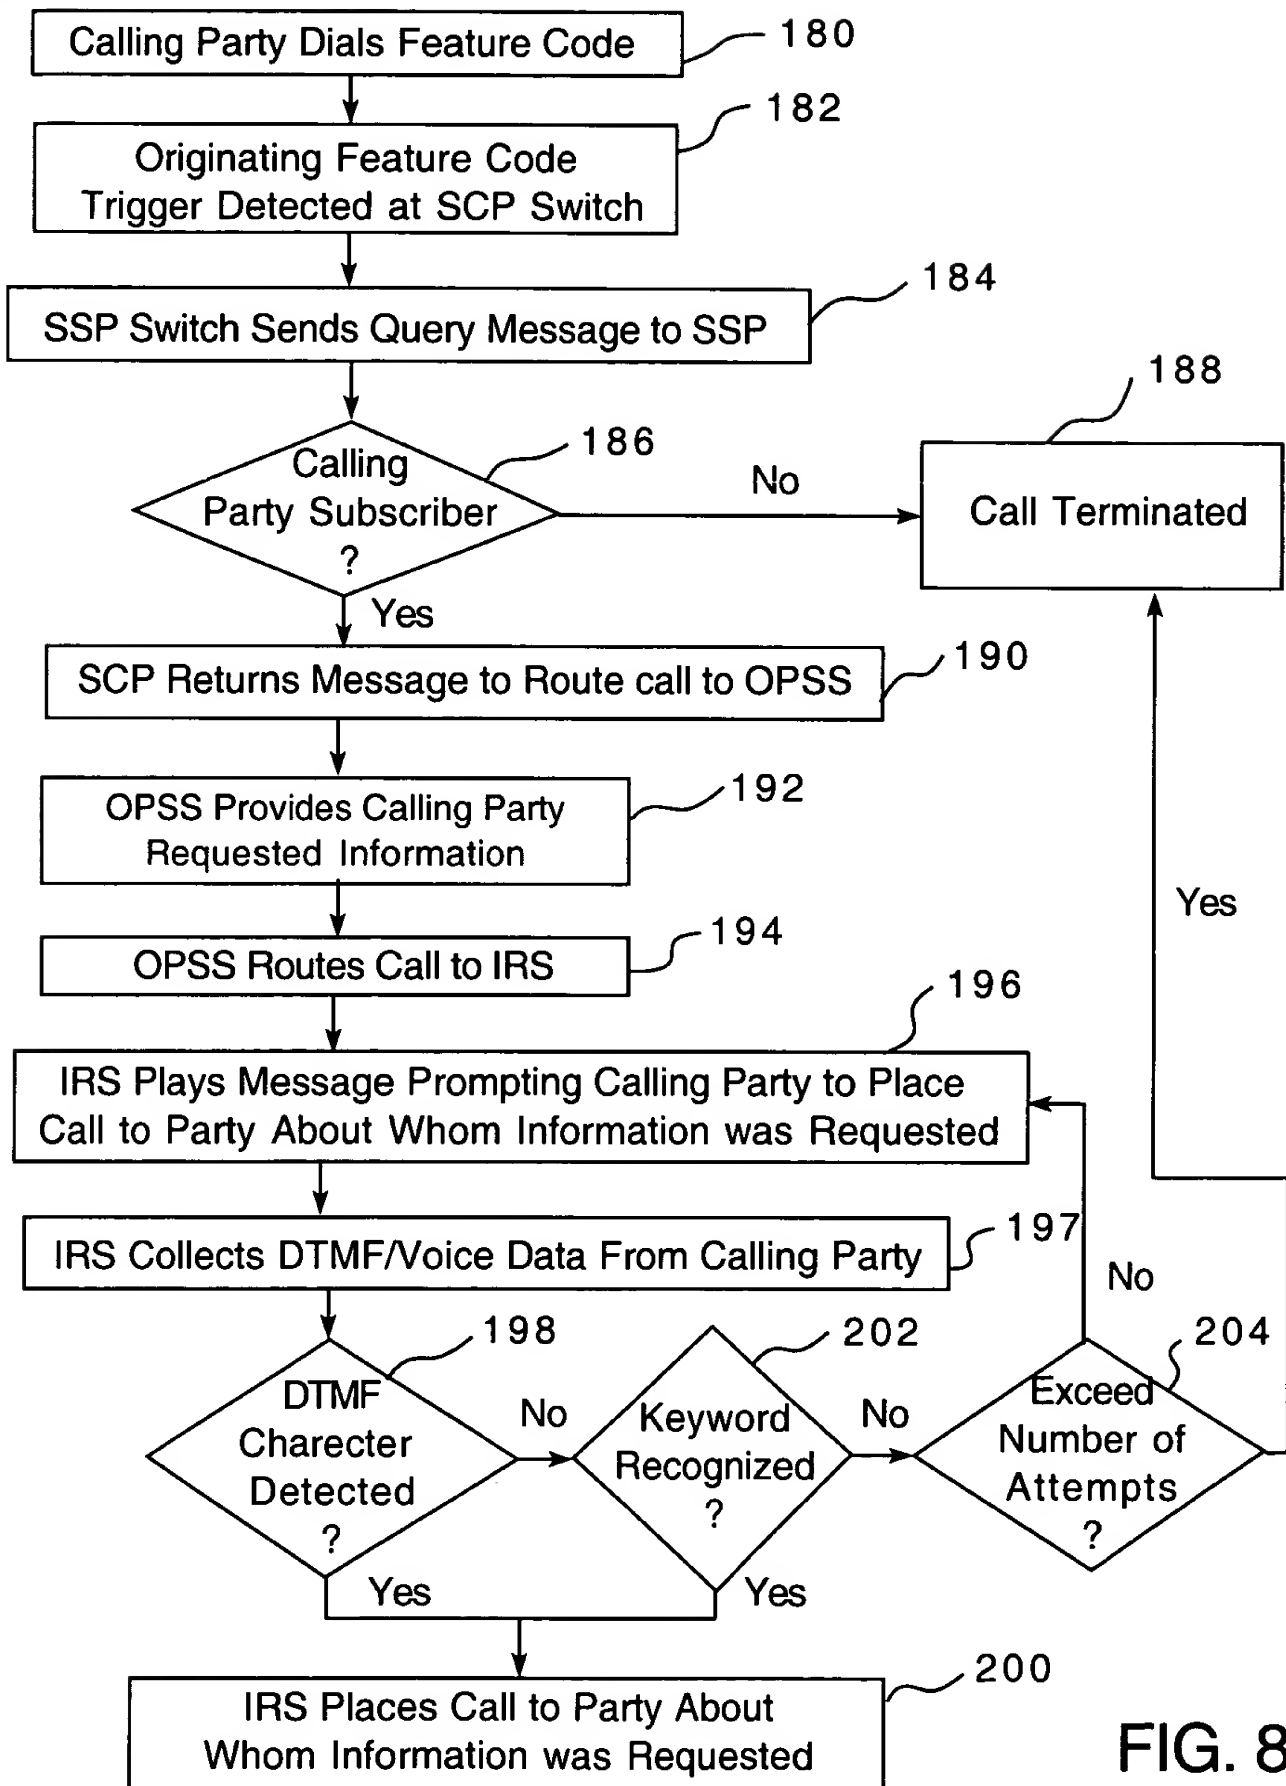 Calling Party Dials Feature Code
180
182
Originating Feature Code
Trigger Detected at SCP Switch
184
SSP Switch Sends Query Message to SSP
188
186
Calling
Party Subscriber
?
No
Call Terminated
Yes
190
SCP Returns Message to Route call to OPSS
192
OPSS Provides Calling Party
Requested Information
Yes
194
OPSS Routes Call to IRS
196
IRS Plays Message Prompting Calling Party to Place
Call to Party About Whom Information was Requested
197
IRS Collects DTMF/Voice Data From Calling Party
No
198
DTMF
Charecter
Detected
?
No
202
Keyword
Recognized
?
No
204
Exceed
Number of
Attempts
?
Yes
Yes
200
IRS Places Call to Party About
Whom Information was Requested
FIG. 8